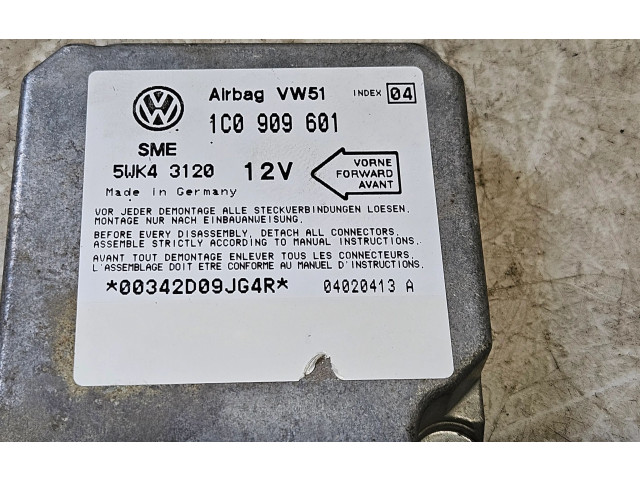 Airbag VW51 INDEX 04
1C0 909 601
SME
5WK4 3120 12V
VORNE
FORWARD
AVANT
Made in Germany
VOR JEDER DEMONTAGE ALLE STECKVERBINDUNGEN LOESEN.
MONTAGE NUR NACH EINBAUANWEISUNG.
BEFORE EVERY DISASSEMBLY, DETACH ALL CONNECTORS.
ASSEMBLE STRICTLY ACCORDING TO MANUAL INSTRUCTIONS.
AVANT TOUT DEMONTAGE ENLEVER TOUS LES CONNECTEURS.
L'ASSEMBLAGE DOIT ETRE CONFORME AU MANUEL D'INSTRUCTIONS.
*00342D09JG4R* 04020413 A